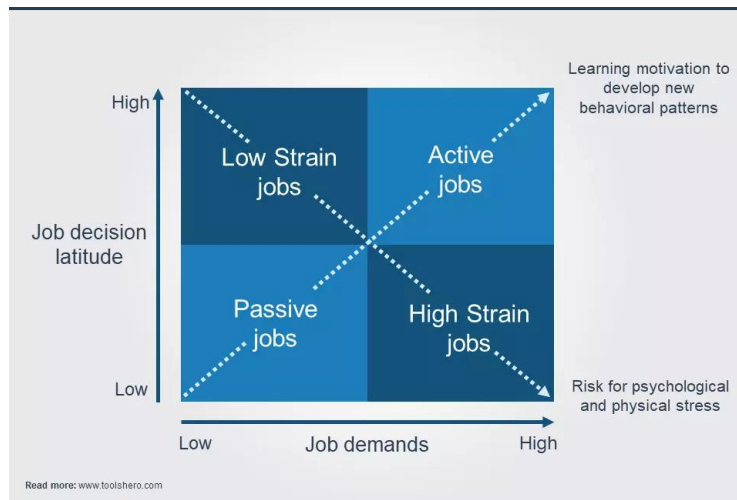 Learning motivation to
develop new
behavioral patterns
High
Low Strain
jobs
Active
jobs
Job decision
latitude
Passive
jobs
High Strain
jobs
Low
Risk for psychological
and physical stress
Low
Job demands
High
Read more: www.toolshero.com